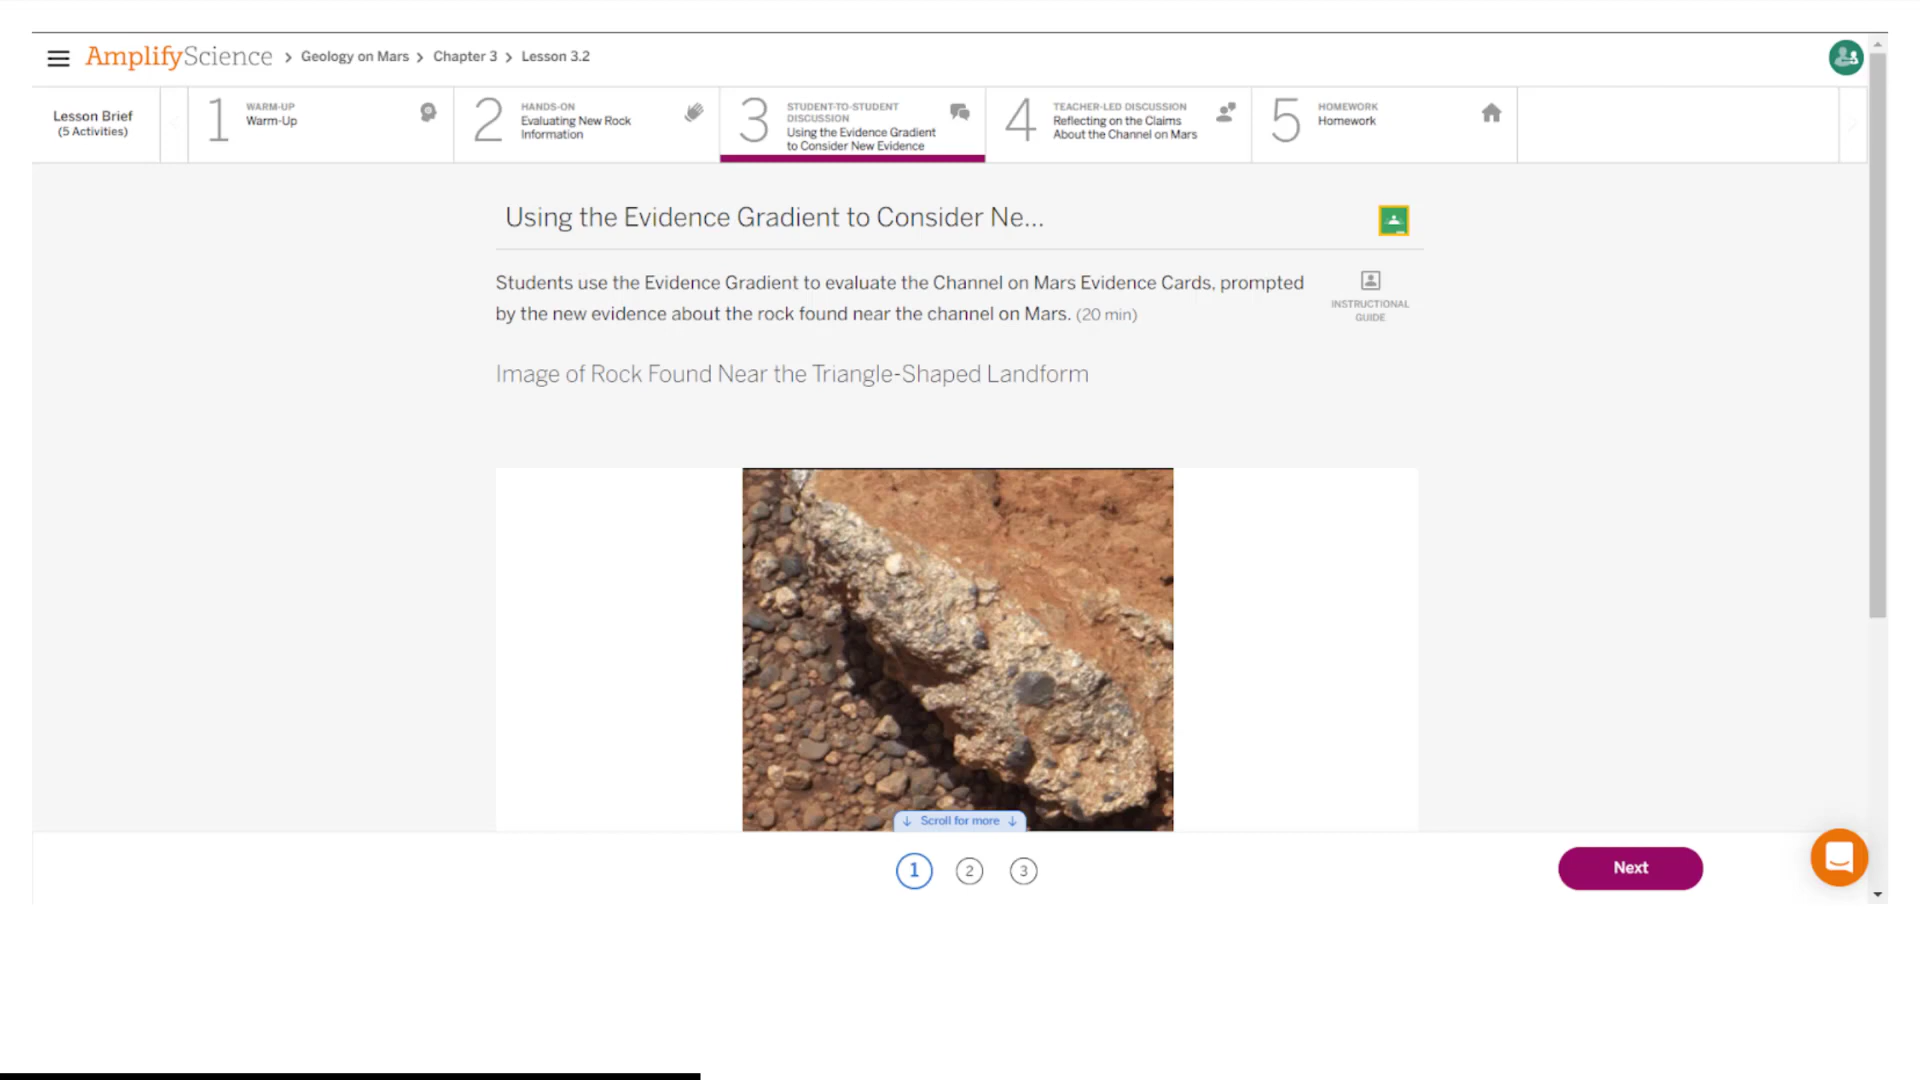 AmplifyScience > Geology on Mars > Chapter 3 > Lesson 3.2
Lesson Brief
(5 Activities)
1
WARM-UP
Warm-Up
2
HANDS-ON
Evaluating New Rock
Information
3
STUDENT-TO-STUDENT
DISCUSSION
Using the Evidence Gradient
to Consider New Evidence
4
TEACHER-LED DISCUSSION
Reflecting on the Claims
About the Channel on Mars
5
HOMEWORK
Homework
Using the Evidence Gradient to Consider Ne...
Students use the Evidence Gradient to evaluate the Channel on Mars Evidence Cards, prompted
by the new evidence about the rock found near the channel on Mars. (20 min)
INSTRUCTIONAL
GUIDE
Image of Rock Found Near the Triangle-Shaped Landform
↓ Scroll for more ↓
1 2 3
Next